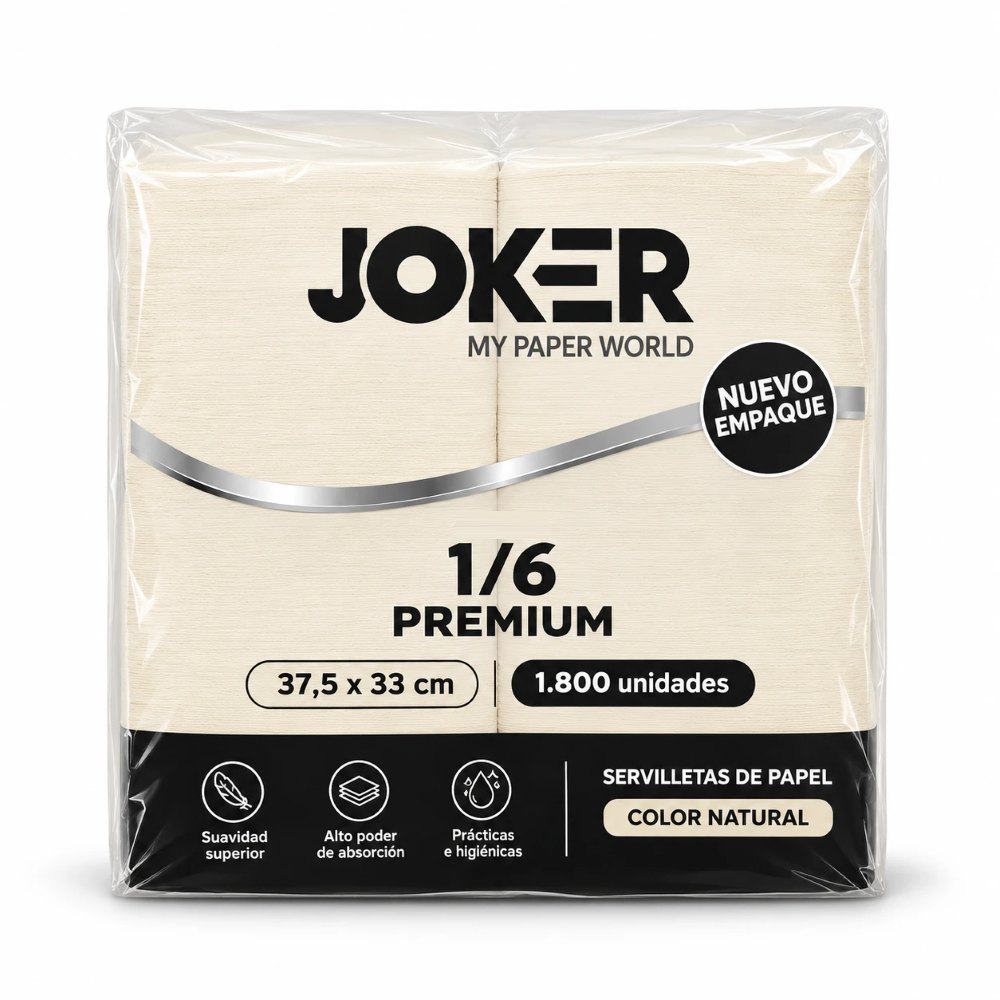 JOKER
MY PAPER WORLD
NUEVO
EMPAQUE
1/6
PREMIUM
37,5 x 33 cm
1.800 unidades
Suavidad
superior
Alto poder
de absorción
Prácticas
e higiénicas
SERVILLETAS DE PAPEL
COLOR NATURAL